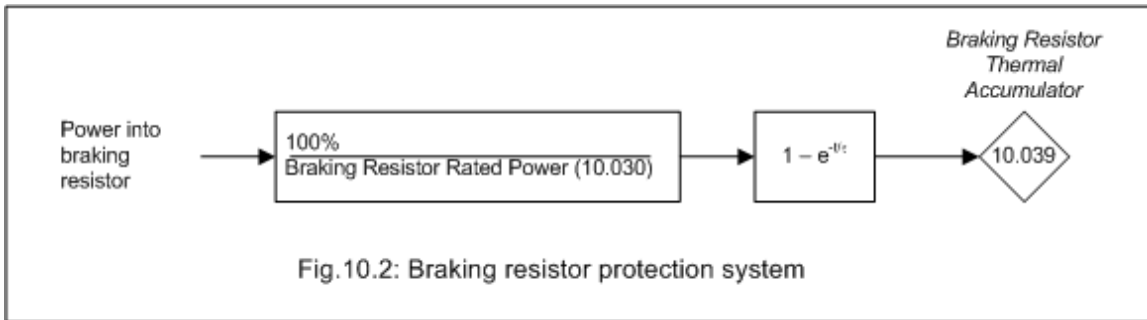 Braking Resistor
Thermal
Accumulator
Power into
braking
resistor
100%
Braking Resistor Rated Power (10.030)
1 – e^-t/τ
10.039
Fig.10.2: Braking resistor protection system